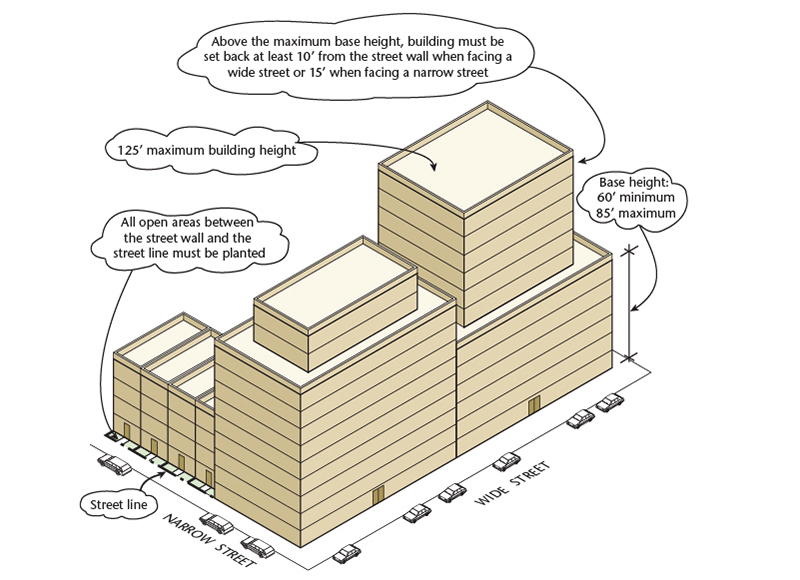 Above the maximum base height, building must be
set back at least 10′ from the street wall when facing a
wide street or 15′ when facing a narrow street
125′ maximum building height
Base height:
60′ minimum
85′ maximum
All open areas between
the street wall and the
street line must be planted
Street line
NARROW STREET
WIDE STREET